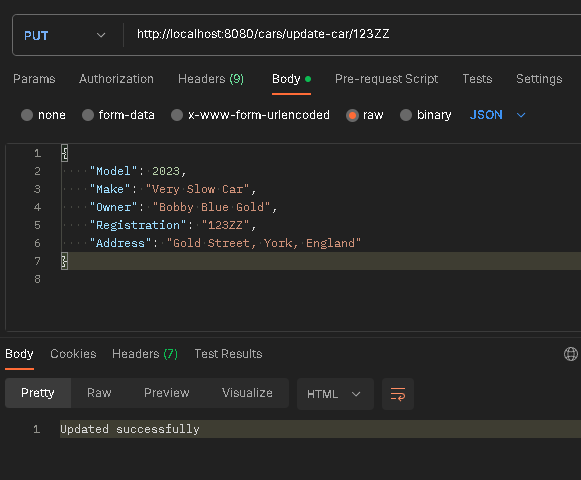 PUT http://localhost:8080/cars/update-car/123ZZ
Params Authorization Headers (9) Body Pre-request Script Tests Settings
none form-data x-www-form-urlencoded raw binary JSON
1 {
2 "Model": 2023,
3 "Make": "Very Slow Car",
4 "Owner": "Bobby Blue Gold",
5 "Registration": "123ZZ",
6 "Address": "Gold Street, York, England"
7 }
8
Body Cookies Headers (7) Test Results
Pretty Raw Preview Visualize HTML
1 Updated successfully